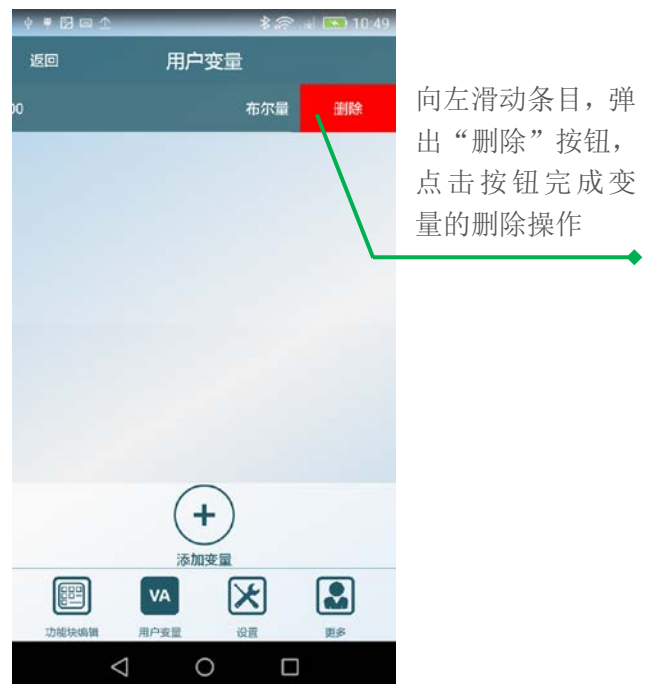 10:49
返回
用户变量
00
布尔量
删除
向左滑动条目，弹
出“删除”按钮，
点击按钮完成变
量的删除操作
添加变量
VA
功能块编辑
用户变量
设置
更多